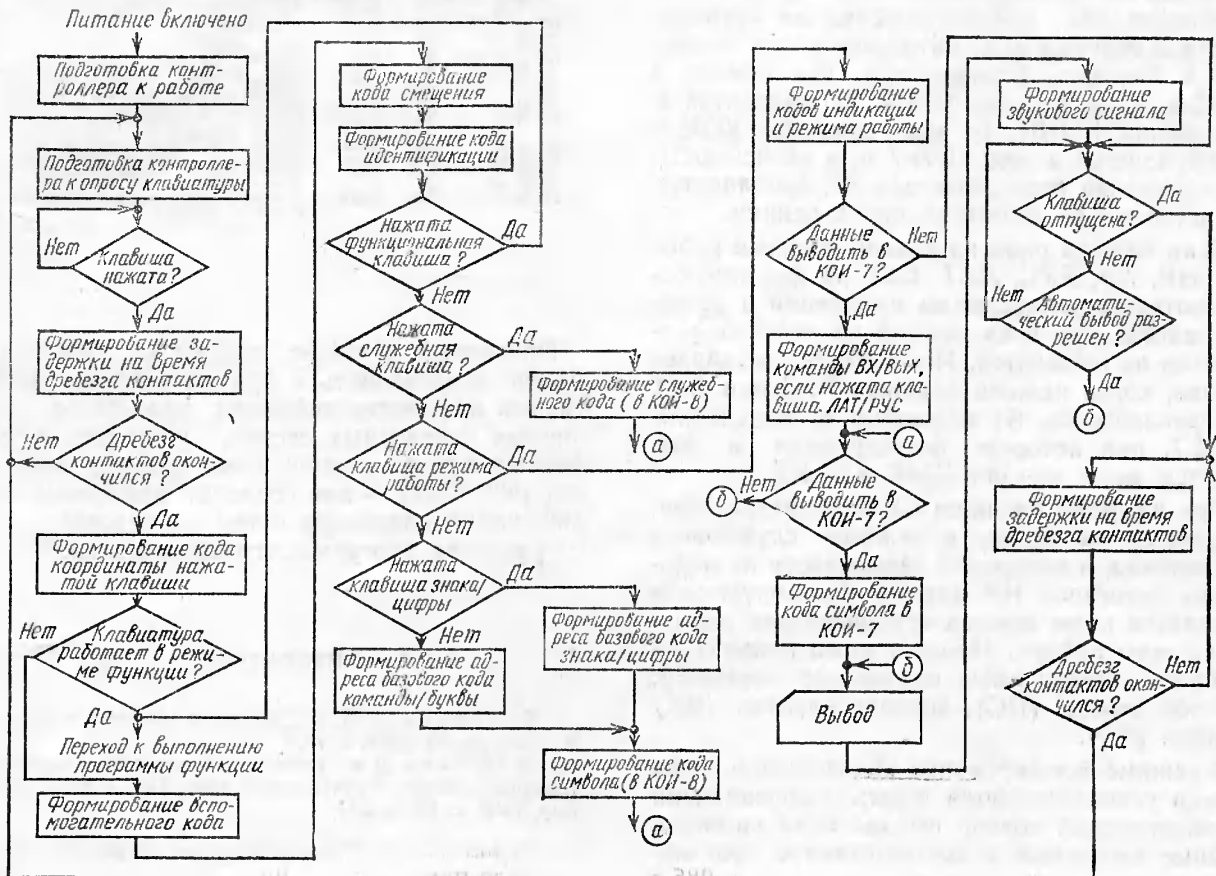 Питание включено
Подготовка кон-
троллера к работе
Подготовка контролле-
ра к опросу клавиатуры
Нет
Клавиша
нажата?
Да
Формирование за-
держки на время
дребезга контактов
Нет
Дребезг
контактов окон-
чился?
Да
Формирование кода
координаты нажа-
той клавиши
Нет
Клавиатура
работает в режи-
ме функции?
Да
Переход к выполнению
программы функции
Формирование вспо-
могательного кода
Формирование
кода смещения
Формирование кода
идентификации
Нажата
функциональная
клавиша?
Да
Нет
Нажата
служебная
клавиша?
Да
Формирование служеб-
ного кода (в КОИ-8)
а
Нет
Нажата
клавиша режима
работы?
Да
Нет
Нажата
клавиша знака/
цифры?
Да
Нет
Формирование ад-
реса базового кода
знака/цифры
Формирование ад-
реса базового кода
команды/буквы
Формирование кода
символа (в КОИ-8)
а
Формирование
кодов индикации
и режима работы
Данные
выводить в
КОИ-7?
Нет
Да
Формирование
команды ВХ/ВЫХ,
если нажата кла-
виша ЛАТ/РУС
а
Данные
выводить в
КОИ-7?
Нет
б
Да
Формирование
кода символа в
КОИ-7
б
Вывод
Формирование
звукового сигнала
Клавиша
отпущена?
Да
Нет
Нет
Автомати-
ческий вывод раз-
решен?
Да
б
Формирование
задержки на время
дребезга контактов
Дребезг
контактов окон-
чился?
Нет
Да